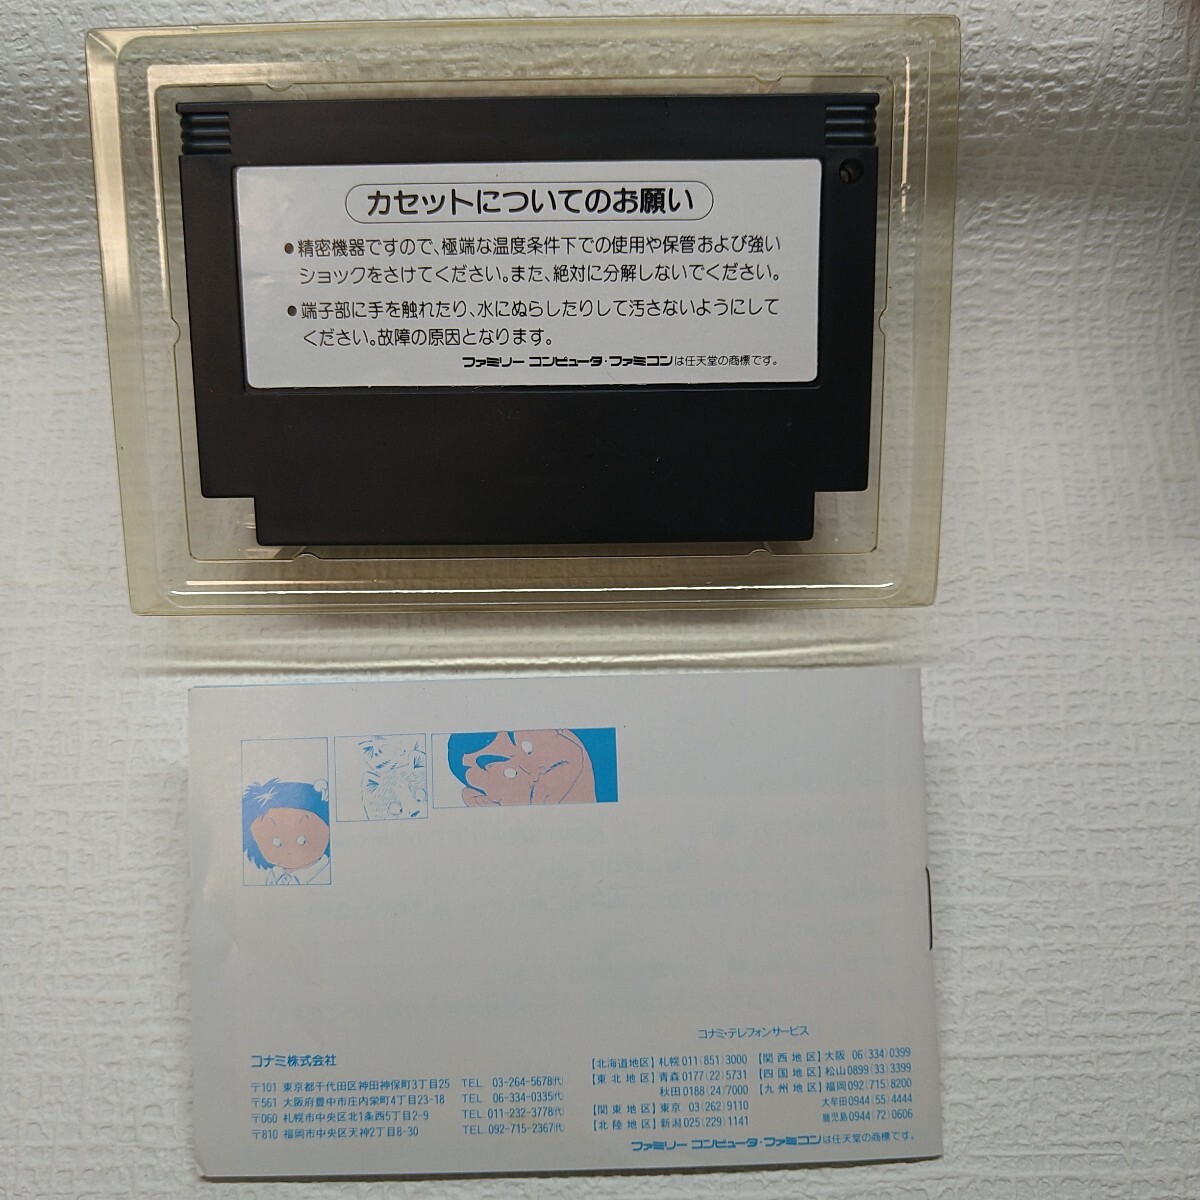 カセットについてのお願い
●精密機器ですので、極端な温度条件下での使用や保管および強い
ショックをさけてください。また、絶対に分解しないでください。
●端子部に手を触れたり、水にぬらしたりして汚さないようにして
ください。故障の原因となります。
ファミリー コンピュータ・ファミコンは任天堂の商標です。
コナミ株式会社
〒101 東京都千代田区神田神保町3丁目25 TEL 03-264-5678㈹
〒561 大阪府豊中市庄内栄町4丁目23-18 TEL 06-334-0335㈹
〒060 札幌市中央区北1条西5丁目2-9 TEL 011-232-3778㈹
〒810 福岡市中央区天神2丁目8-30 TEL 092-715-2367㈹
コナミ・テレフォンサービス
【北海道地区】札幌 011(851)3000
【東北地区】青森 0177(22)5731
秋田 0188(24)7000
【関東地区】東京 03(262)9110
【北陸地区】新潟 025(229)1141
【関西地区】大阪 06(334)0399
【四国地区】松山 0899(33)3399
【九州地区】福岡 092(715)8200
大牟田 0944(55)4444
鹿児島 0944(72)0606
ファミリー コンピュータ・ファミコンは任天堂の商標です。